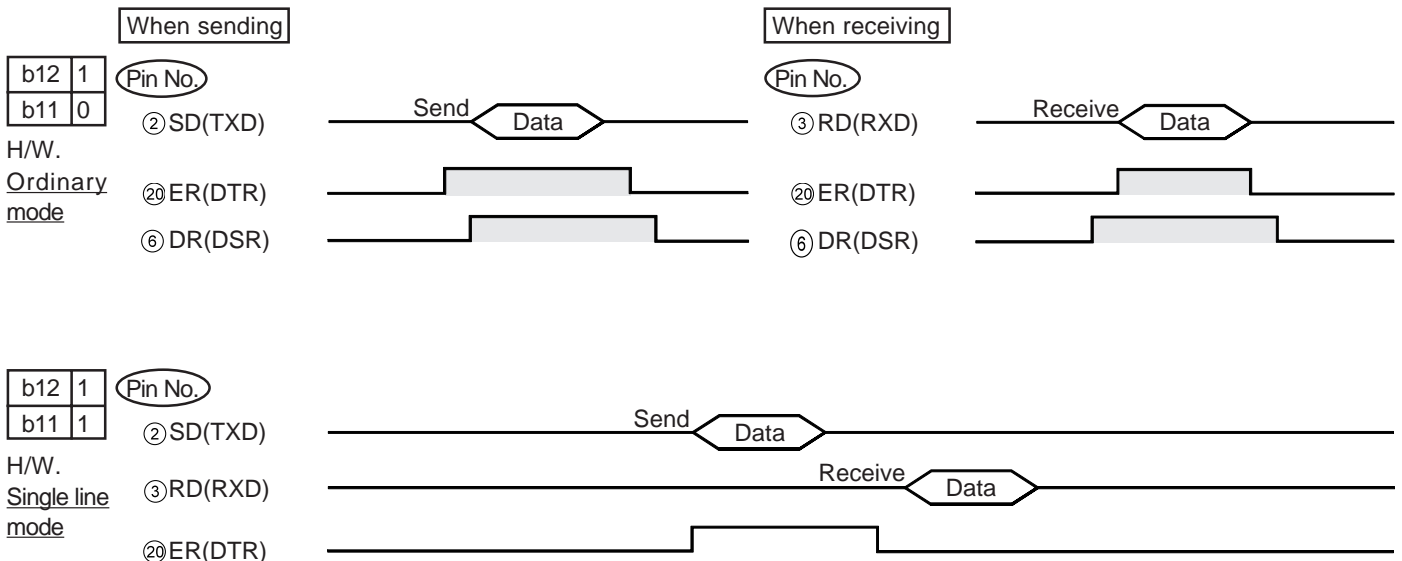 When sending
When receiving
b12 1
b11 0
H/W.
Ordinary
mode
Pin No.
②SD(TXD)
Send
Data
⑳ER(DTR)
⑥DR(DSR)
Pin No.
③RD(RXD)
Receive
Data
⑳ER(DTR)
⑥DR(DSR)
b12 1
b11 1
H/W.
Single line
mode
Pin No.
②SD(TXD)
Send
Data
③RD(RXD)
Receive
Data
⑳ER(DTR)